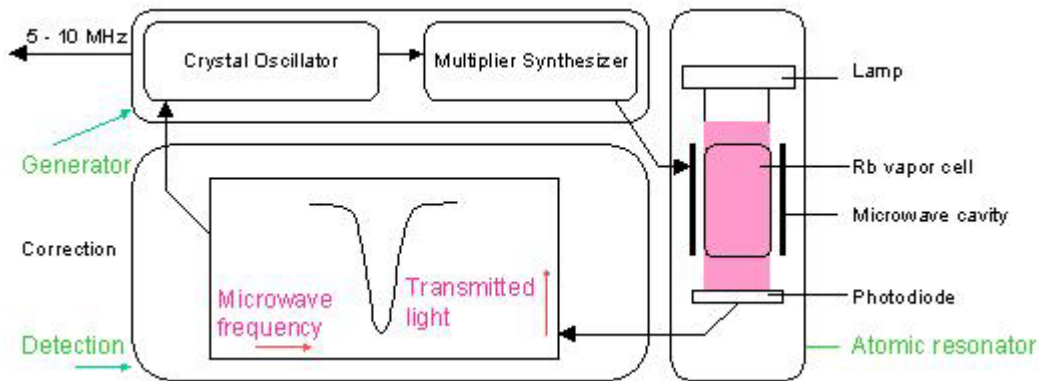 5 - 10 MHz
Crystal Oscillator
Multiplier Synthesizer
Lamp
Generator
Rb vapor cell
Microwave cavity
Correction
Microwave
frequency
Transmitted
light
Photodiode
Detection
Atomic resonator